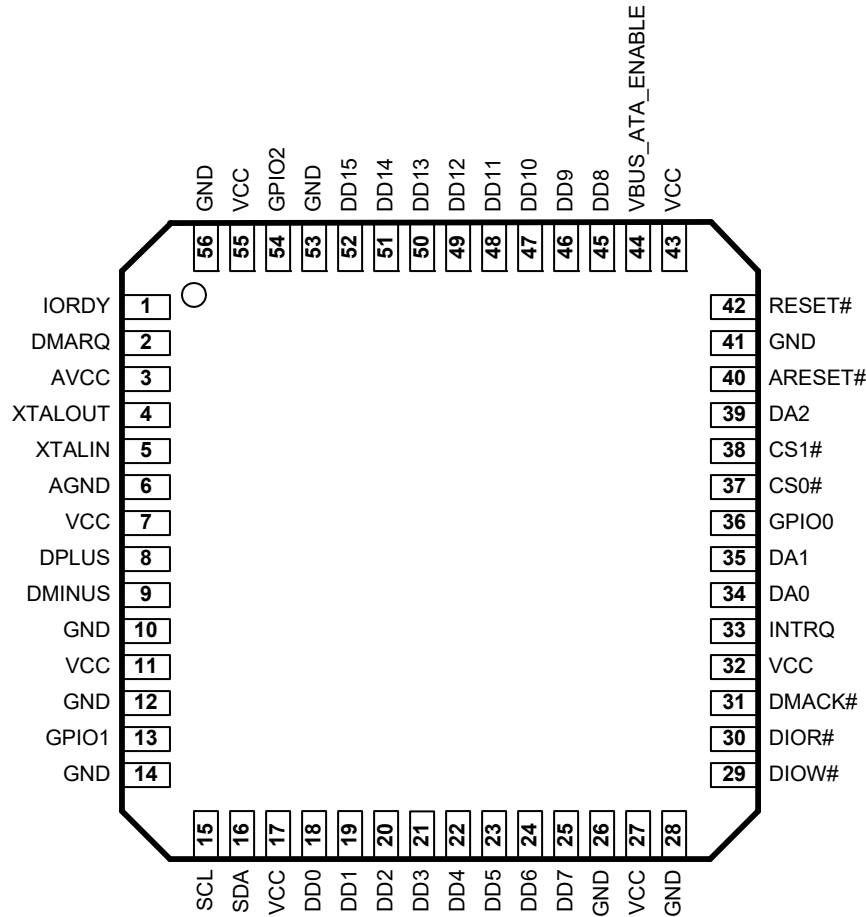 GND VCC GPIO2 GND DD15 DD14 DD13 DD12 DD11 DD10 DD9 DD8 VBUS_ATA_ENABLE VCC
56 55 54 53 52 51 50 49 48 47 46 45 44 43
IORDY 1 42 RESET#
DMARQ 2 41 GND
AVCC 3 40 ARESET#
XTALOUT 4 39 DA2
XTALIN 5 38 CS1#
AGND 6 37 CS0#
VCC 7 36 GPIO0
DPLUS 8 35 DA1
DMINUS 9 34 DA0
GND 10 33 INTRQ
VCC 11 32 VCC
GND 12 31 DMACK#
GPIO1 13 30 DIOR#
GND 14 29 DIOW#
15 16 17 18 19 20 21 22 23 24 25 26 27 28
SCL SDA VCC DD0 DD1 DD2 DD3 DD4 DD5 DD6 DD7 GND VCC GND